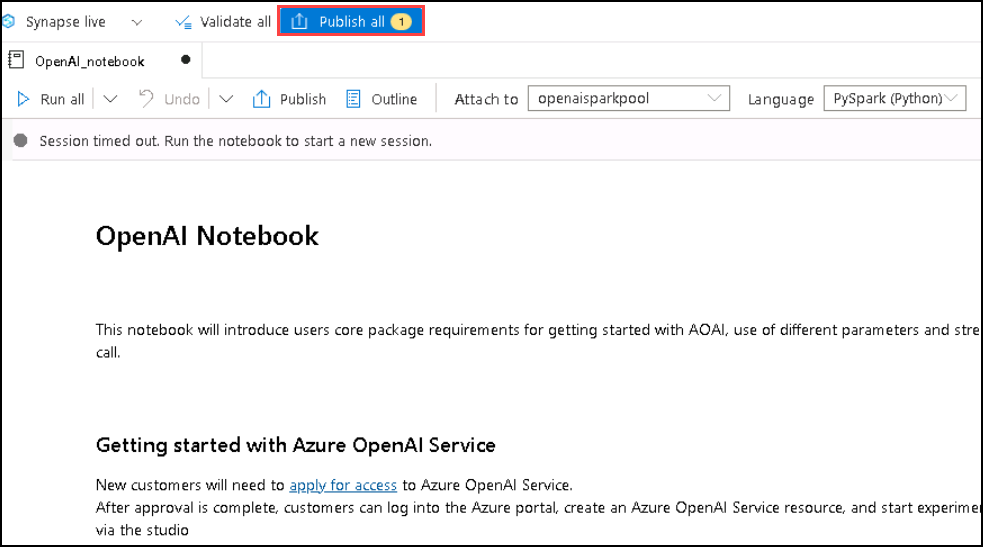 Synapse live Validate all Publish all 1
OpenAI_notebook
Run all Undo Publish Outline Attach to openaisparkpool Language PySpark (Python)
Session timed out. Run the notebook to start a new session.
OpenAI Notebook
This notebook will introduce users core package requirements for getting started with AOAI, use of different parameters and stre
call.
Getting started with Azure OpenAI Service
New customers will need to apply for access to Azure OpenAI Service.
After approval is complete, customers can log into the Azure portal, create an Azure OpenAI Service resource, and start experime
via the studio